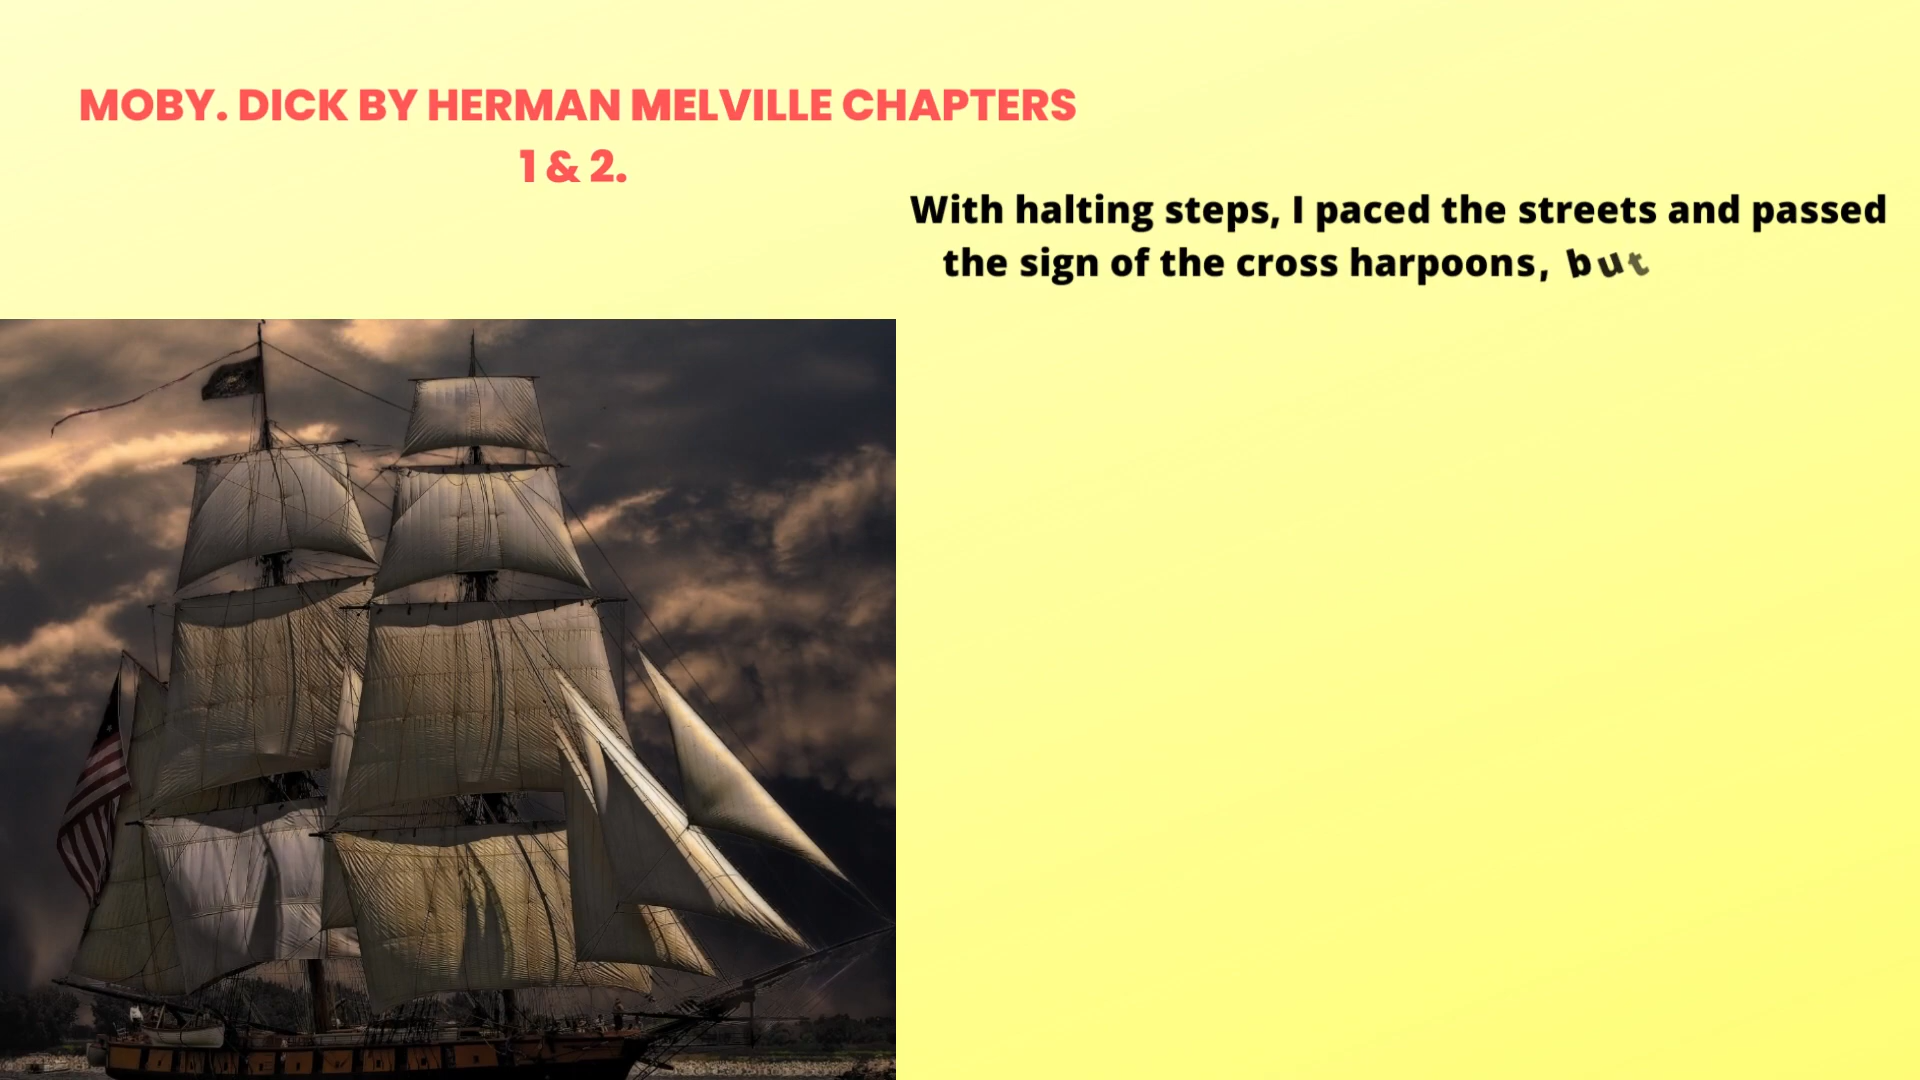 MOBY. DICK BY HERMAN MELVILLE CHAPTERS
1 & 2.
With halting steps, I paced the streets and passed
the sign of the cross harpoons, but